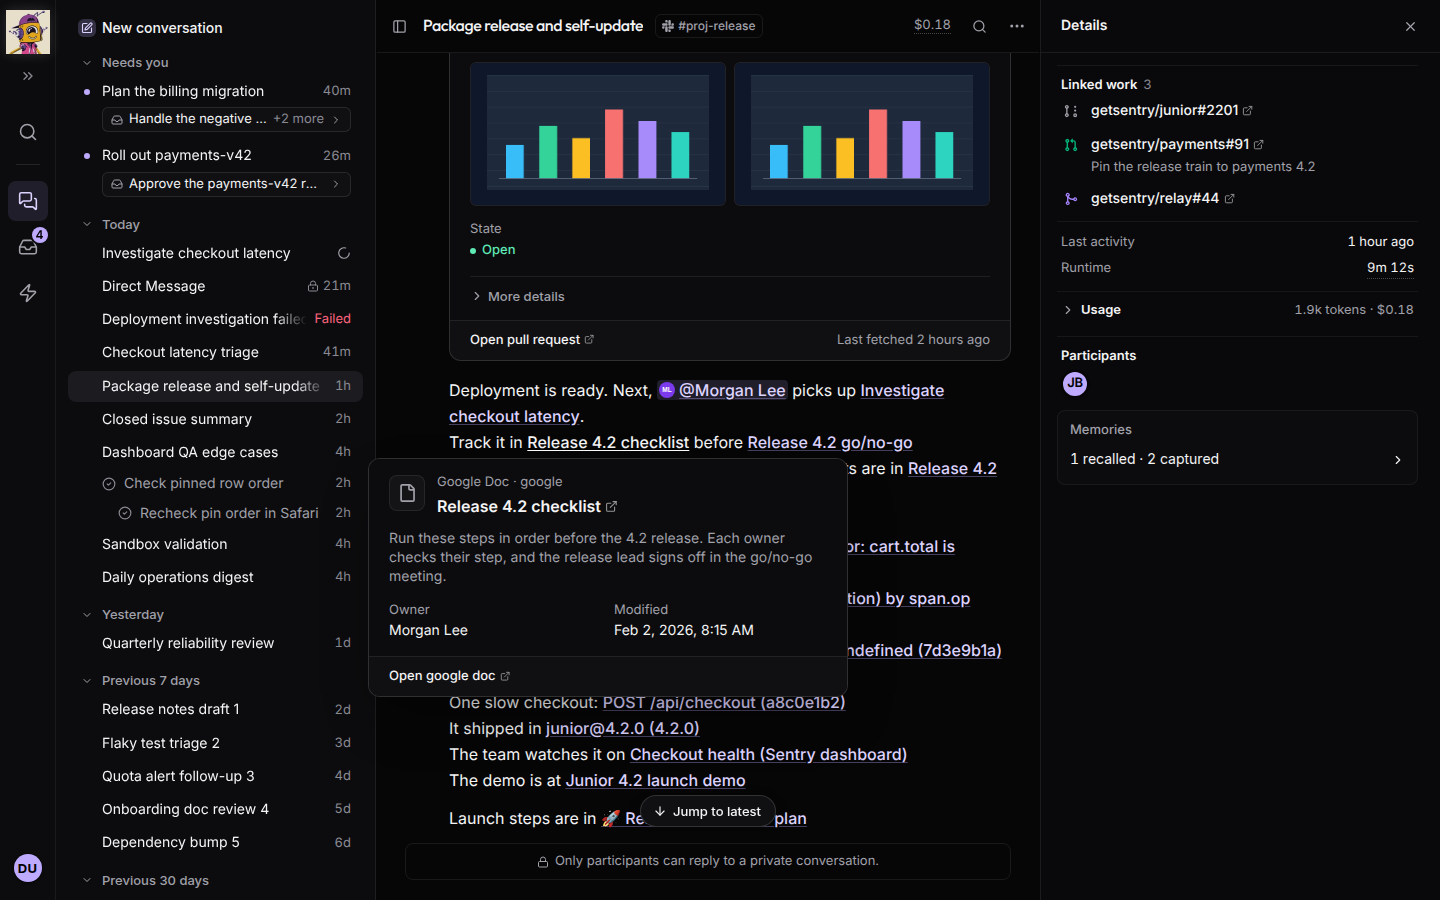 New conversation
Needs you
Plan the billing migration 40m
Handle the negative ... +2 more
Roll out payments-v42 26m
Approve the payments-v42 r...
Today
Investigate checkout latency
Direct Message 21m
Deployment investigation failed Failed
Checkout latency triage 41m
Package release and self-update 1h
Closed issue summary 2h
Dashboard QA edge cases 4h
Check pinned row order 2h
Recheck pin order in Safari 2h
Sandbox validation 4h
Daily operations digest 4h
Yesterday
Quarterly reliability review 1d
Previous 7 days
Release notes draft 1 2d
Flaky test triage 2 3d
Quota alert follow-up 3 4d
Onboarding doc review 4 5d
Dependency bump 5 6d
Previous 30 days
4
DU
Package release and self-update #proj-release $0.18
State
Open
More details
Open pull request Last fetched 2 hours ago
Deployment is ready. Next, ML @Morgan Lee picks up Investigate
checkout latency.
Track it in Release 4.2 checklist before Release 4.2 go/no-go
ts are in Release 4.2
Google Doc · google
Release 4.2 checklist
Run these steps in order before the 4.2 release. Each owner
checks their step, and the release lead signs off in the go/no-go
meeting.
Owner Modified
Morgan Lee Feb 2, 2026, 8:15 AM
Open google doc
or: cart.total is
tion) by span.op
ndefined (7d3e9b1a)
One slow checkout: POST /api/checkout (a8c0e1b2)
It shipped in junior@4.2.0 (4.2.0)
The team watches it on Checkout health (Sentry dashboard)
The demo is at Junior 4.2 launch demo
Launch steps are in 🚀 Re plan
Jump to latest
Only participants can reply to a private conversation.
Details
Linked work 3
getsentry/junior#2201
getsentry/payments#91
Pin the release train to payments 4.2
getsentry/relay#44
Last activity 1 hour ago
Runtime 9m 12s
Usage 1.9k tokens · $0.18
Participants
JB
Memories
1 recalled · 2 captured